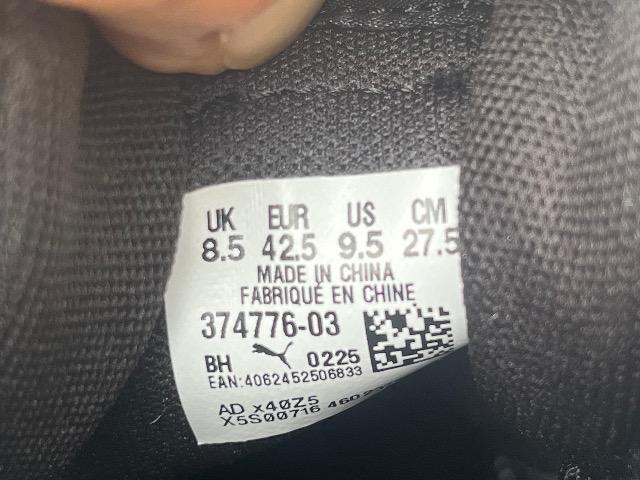 UK EUR US CM
8.5 42.5 9.5 27.5
MADE IN CHINA
FABRIQUÉ EN CHINE
374776-03
BH 0225
EAN:4062452506833
AD x40Z5
X5S00716